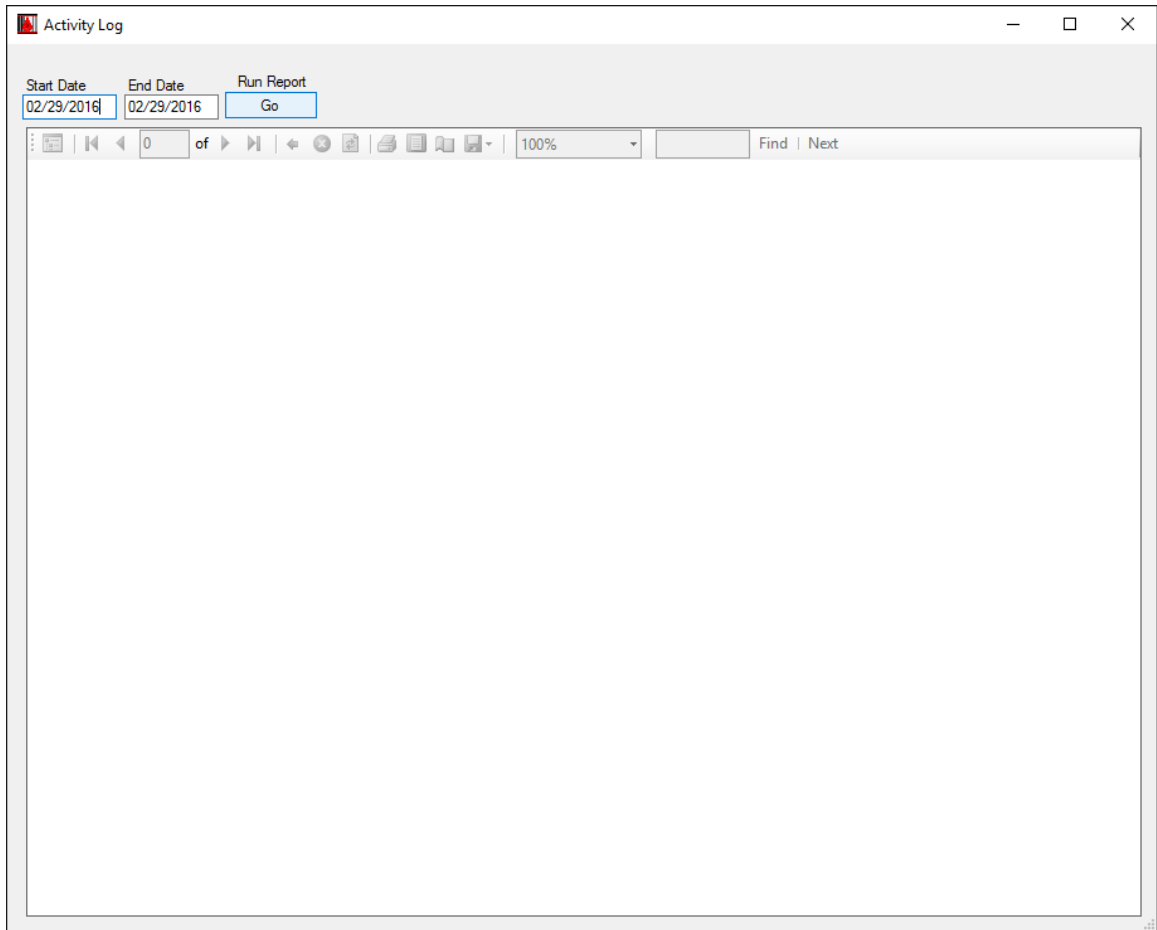 Activity Log
Start Date End Date Run Report
02/29/2016 02/29/2016 Go
0 of 100% Find | Next